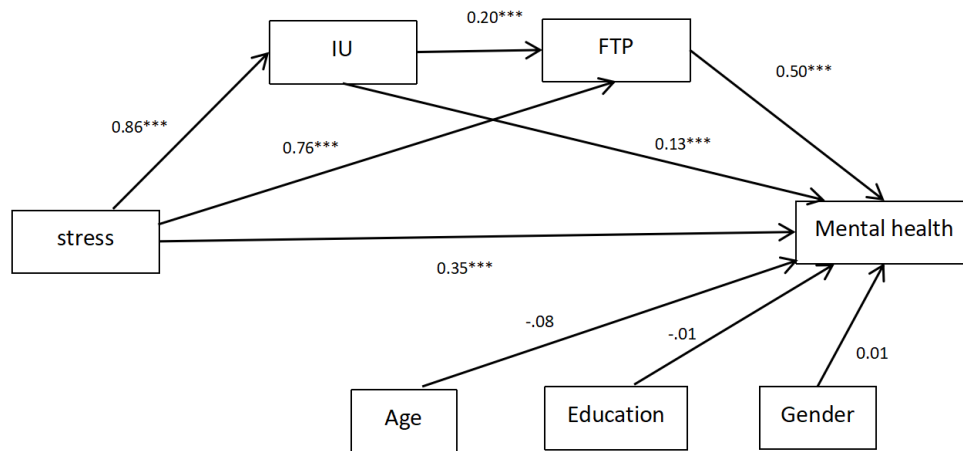 0.20***
IU
FTP
0.50***
0.86***
0.76***
0.13***
stress
Mental health
0.35***
-.08
-.01
0.01
Age
Education
Gender